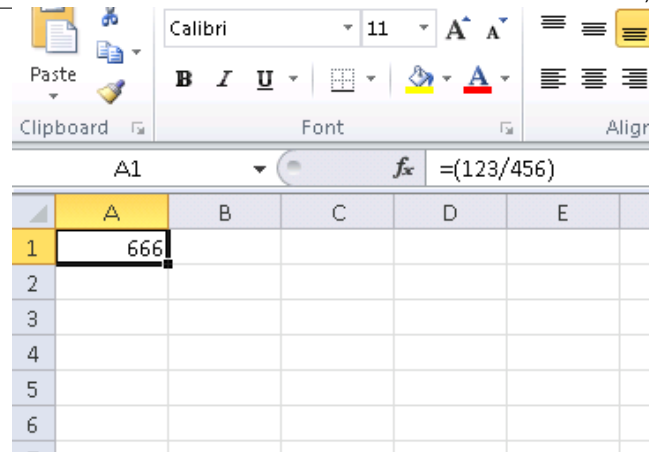 Calibri 11 A A
Paste B I U A
Clipboard Font Align
A1 fx =(123/456)
A B C D E
1 666
2
3
4
5
6